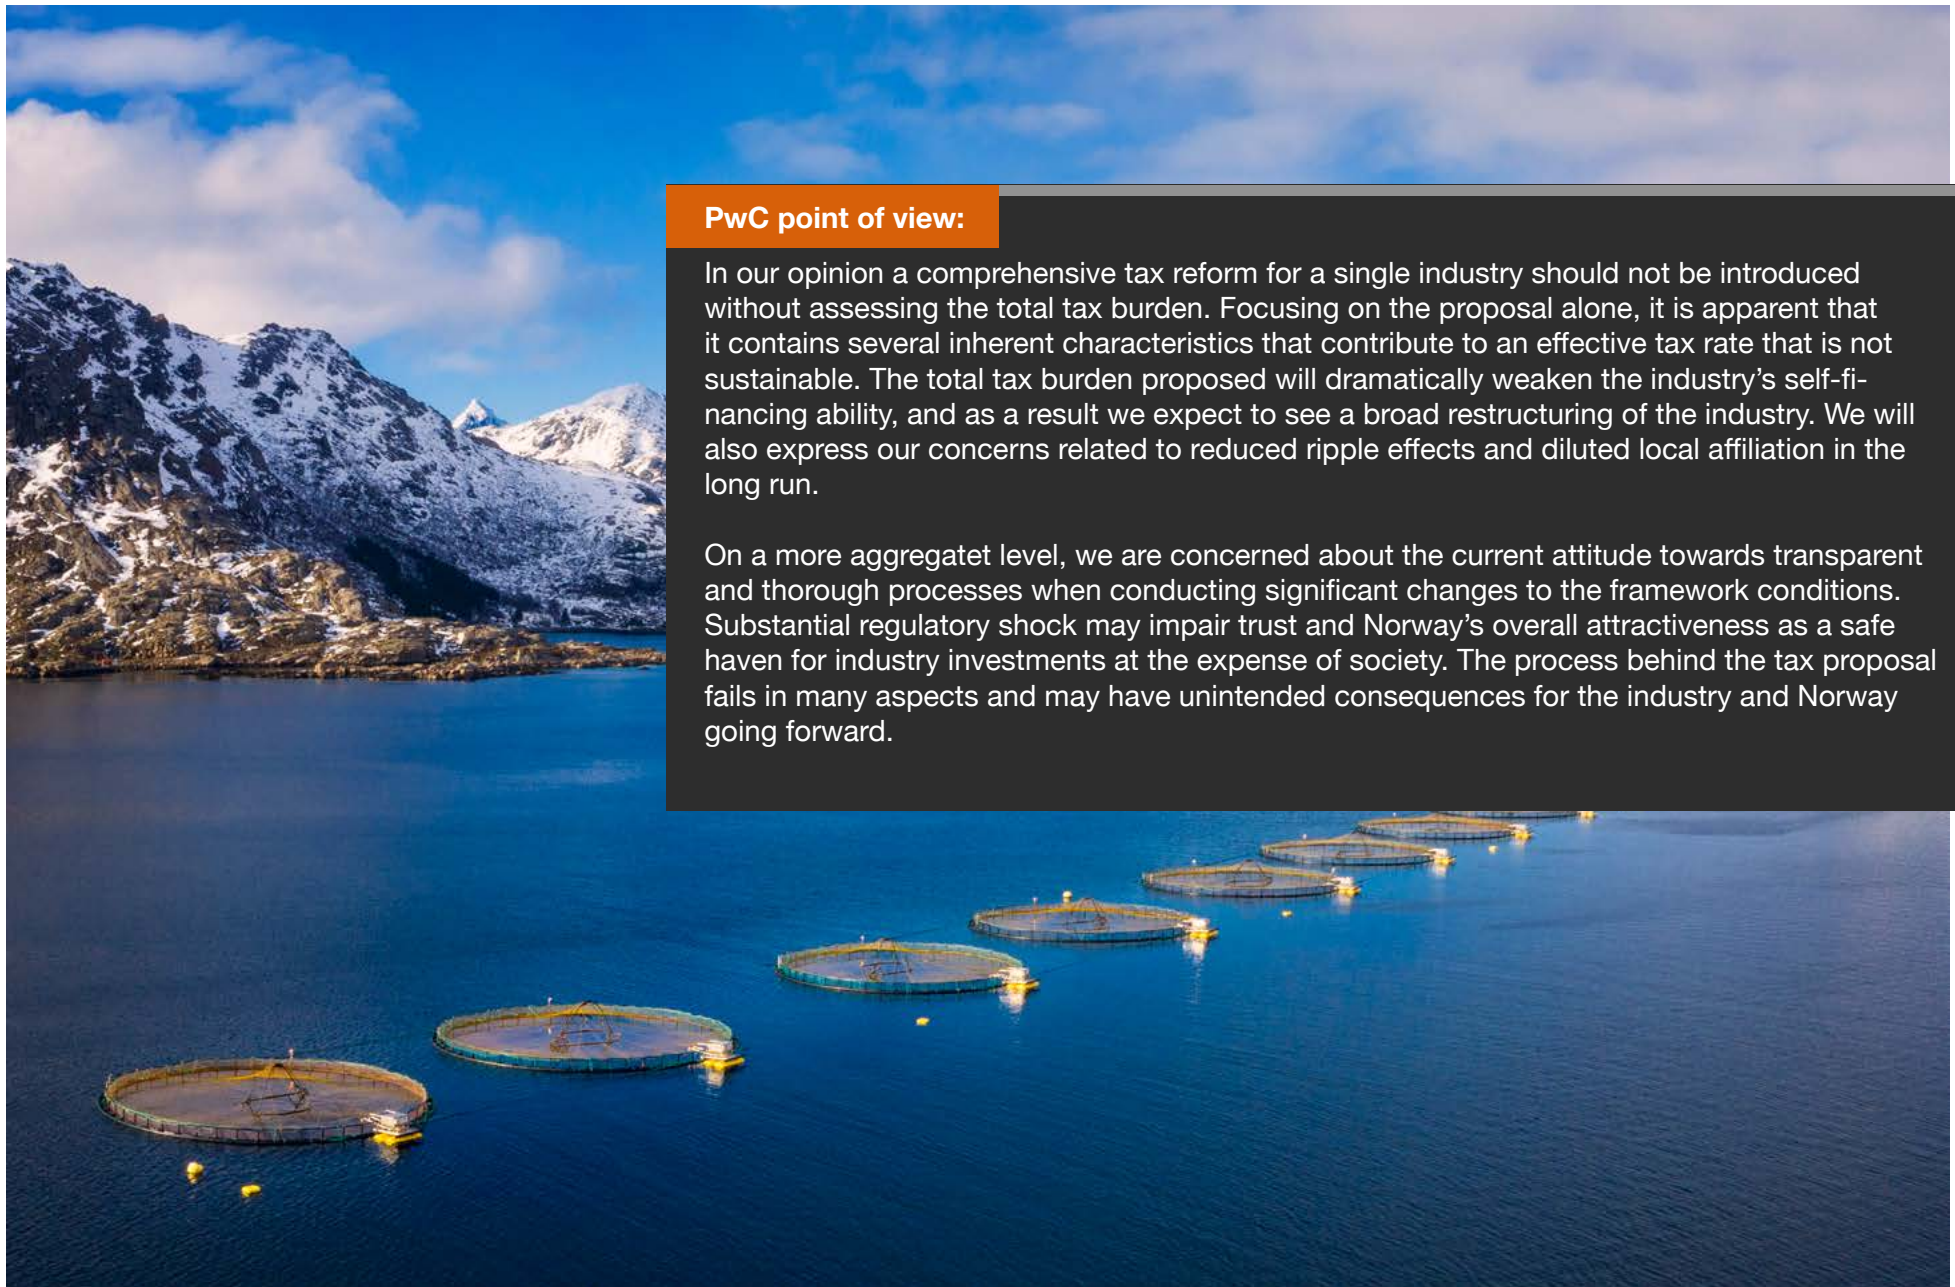 PwC point of view:
In our opinion a comprehensive tax reform for a single industry should not be introduced
without assessing the total tax burden. Focusing on the proposal alone, it is apparent that
it contains several inherent characteristics that contribute to an effective tax rate that is not
sustainable. The total tax burden proposed will dramatically weaken the industry’s self-fi-
nancing ability, and as a result we expect to see a broad restructuring of the industry. We will
also express our concerns related to reduced ripple effects and diluted local affiliation in the
long run.
On a more aggregatet level, we are concerned about the current attitude towards transparent
and thorough processes when conducting significant changes to the framework conditions.
Substantial regulatory shock may impair trust and Norway’s overall attractiveness as a safe
haven for industry investments at the expense of society. The process behind the tax proposal
fails in many aspects and may have unintended consequences for the industry and Norway
going forward.